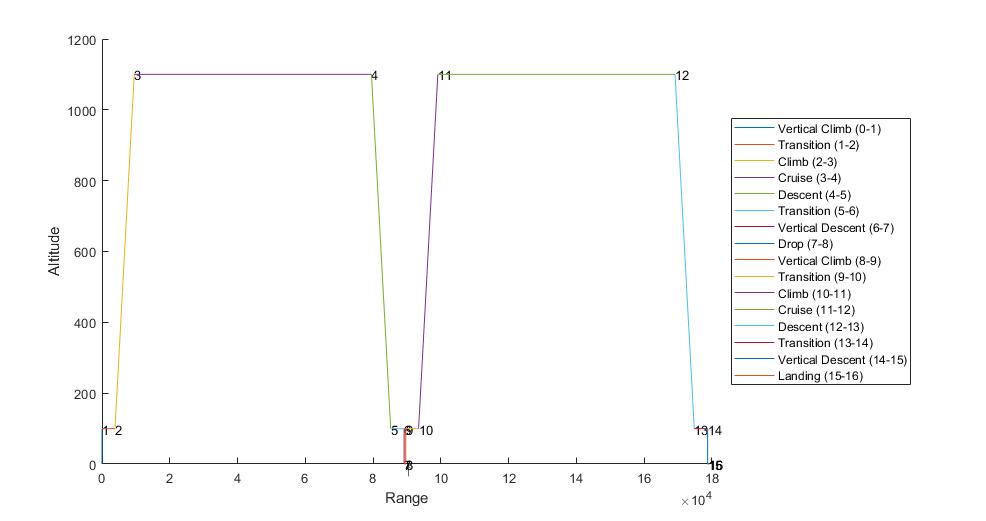 1200
1000
800
600
400
200
0
Altitude
3
4
11
12
1
2
5
6
9
10
13
14
7
8
15
16
0
2
4
6
8
10
12
14
16
18
×10^4
Range
Vertical Climb (0-1)
Transition (1-2)
Climb (2-3)
Cruise (3-4)
Descent (4-5)
Transition (5-6)
Vertical Descent (6-7)
Drop (7-8)
Vertical Climb (8-9)
Transition (9-10)
Climb (10-11)
Cruise (11-12)
Descent (12-13)
Transition (13-14)
Vertical Descent (14-15)
Landing (15-16)